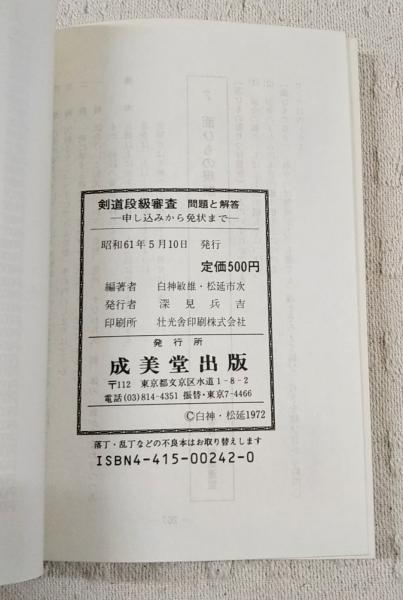 剣道段級審査 問題と解答
―申し込みから免状まで―
昭和61年5月10日 発行
定価500円
編著者 白神敏雄・松延市次
発行者 深見兵吉
印刷所 壮光舎印刷株式会社
発行所
成美堂出版
〒112 東京都文京区水道1-8-2
電話(03)814-4351 振替・東京7-4466
©白神・松延1972
落丁・乱丁などの不良本はお取り替えします
ISBN4-415-00242-0